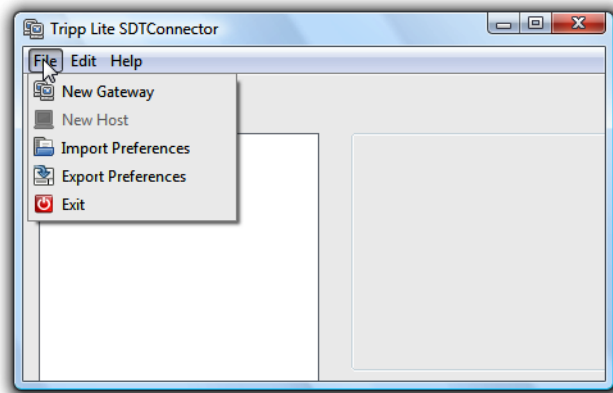 Tripp Lite SDTConnector
File Edit Help
New Gateway
New Host
Import Preferences
Export Preferences
Exit